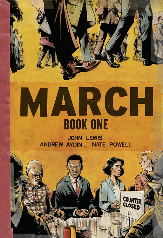 MARCH
BOOK ONE
JOHN LEWIS
ANDREW AYDIN NATE POWELL
COUNTER
CLOSED